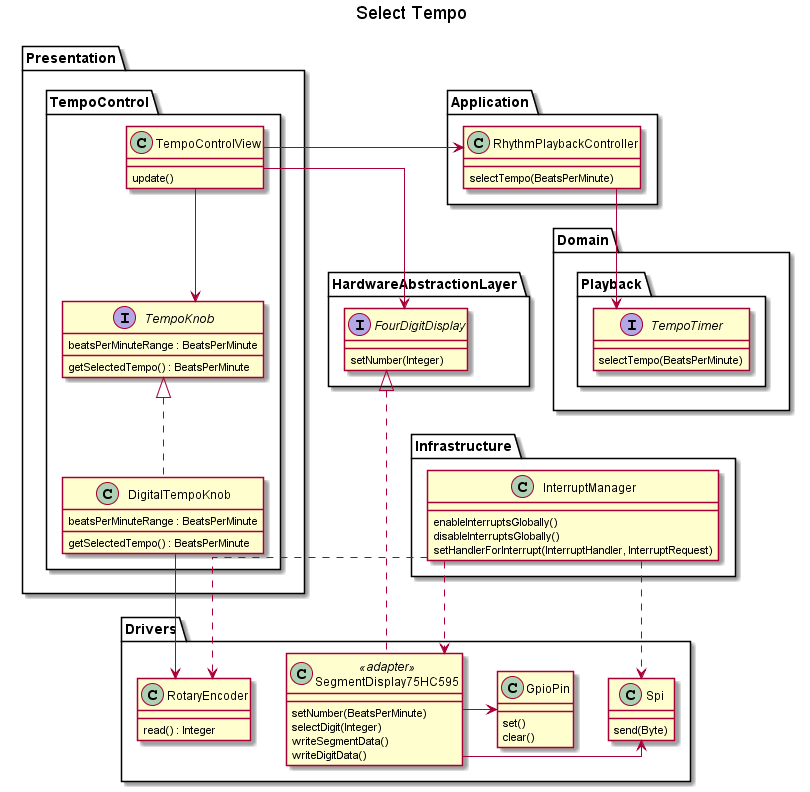 Select Tempo
Presentation
TempoControl
C TempoControlView
update()
Application
C RhythmPlaybackController
selectTempo(BeatsPerMinute)
Domain
Playback
I TempoTimer
selectTempo(BeatsPerMinute)
HardwareAbstractionLayer
I FourDigitDisplay
setNumber(Integer)
I TempoKnob
beatsPerMinuteRange : BeatsPerMinute
getSelectedTempo() : BeatsPerMinute
C DigitalTempoKnob
beatsPerMinuteRange : BeatsPerMinute
getSelectedTempo() : BeatsPerMinute
Infrastructure
C InterruptManager
enableInterruptsGlobally()
disableInterruptsGlobally()
setHandlerForInterrupt(InterruptHandler, InterruptRequest)
Drivers
C RotaryEncoder
read() : Integer
«adapter»
C SegmentDisplay75HC595
setNumber(BeatsPerMinute)
selectDigit(Integer)
writeSegmentData()
writeDigitData()
C GpioPin
set()
clear()
C Spi
send(Byte)